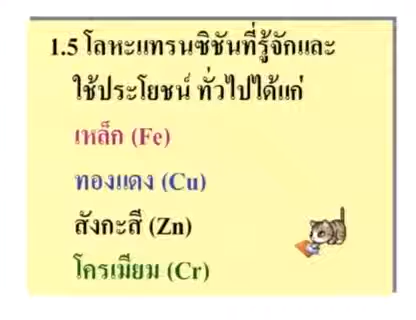 1.5 โลหะแทรนซิชันที่รู้จักและ
ใช้ประโยชน์ ทั่วไปได้แก่
เหล็ก (Fe)
ทองแดง (Cu)
สังกะสี (Zn)
โครเมียม (Cr)